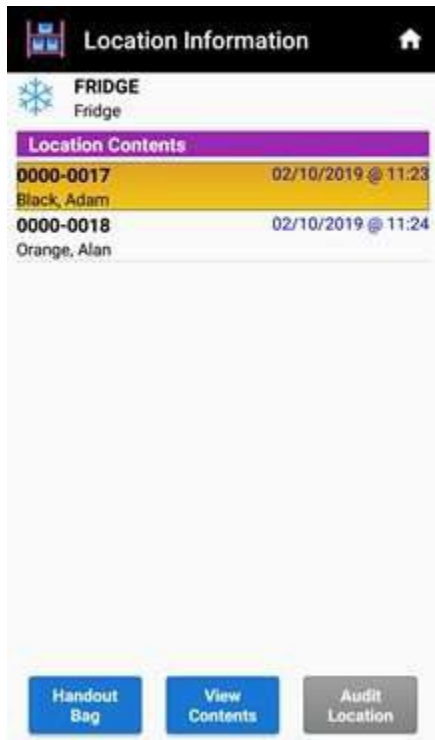 Location Information
FRIDGE
Fridge
Location Contents
0000-0017 02/10/2019 @ 11:23
Black, Adam
0000-0018 02/10/2019 @ 11:24
Orange, Alan
Handout Bag
View Contents
Audit Location